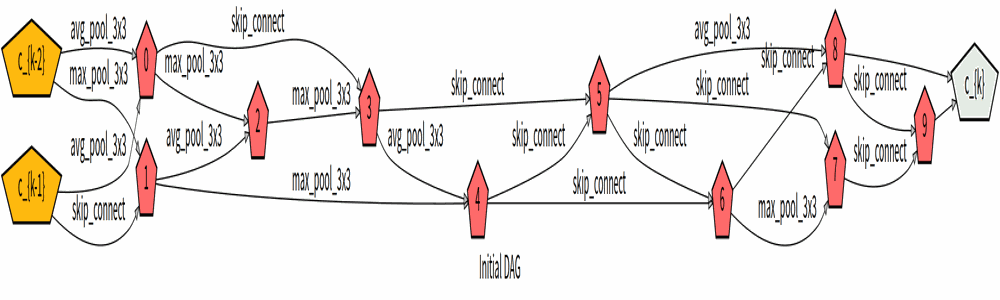 skip_connect
avg_pool_3x3
avg_pool_3x3
8
c_{k-2}
0
max_pool_3x3
skip_connect
c_{k}
max_pool_3x3
skip_connect
skip_connect
skip_connect
max_pool_3x3
3
5
2
9
avg_pool_3x3
avg_pool_3x3
avg_pool_3x3
skip_connect
skip_connect
skip_connect
7
c_{k-1}
1
max_pool_3x3
skip_connect
4
6
skip_connect
max_pool_3x3
Initial DAG